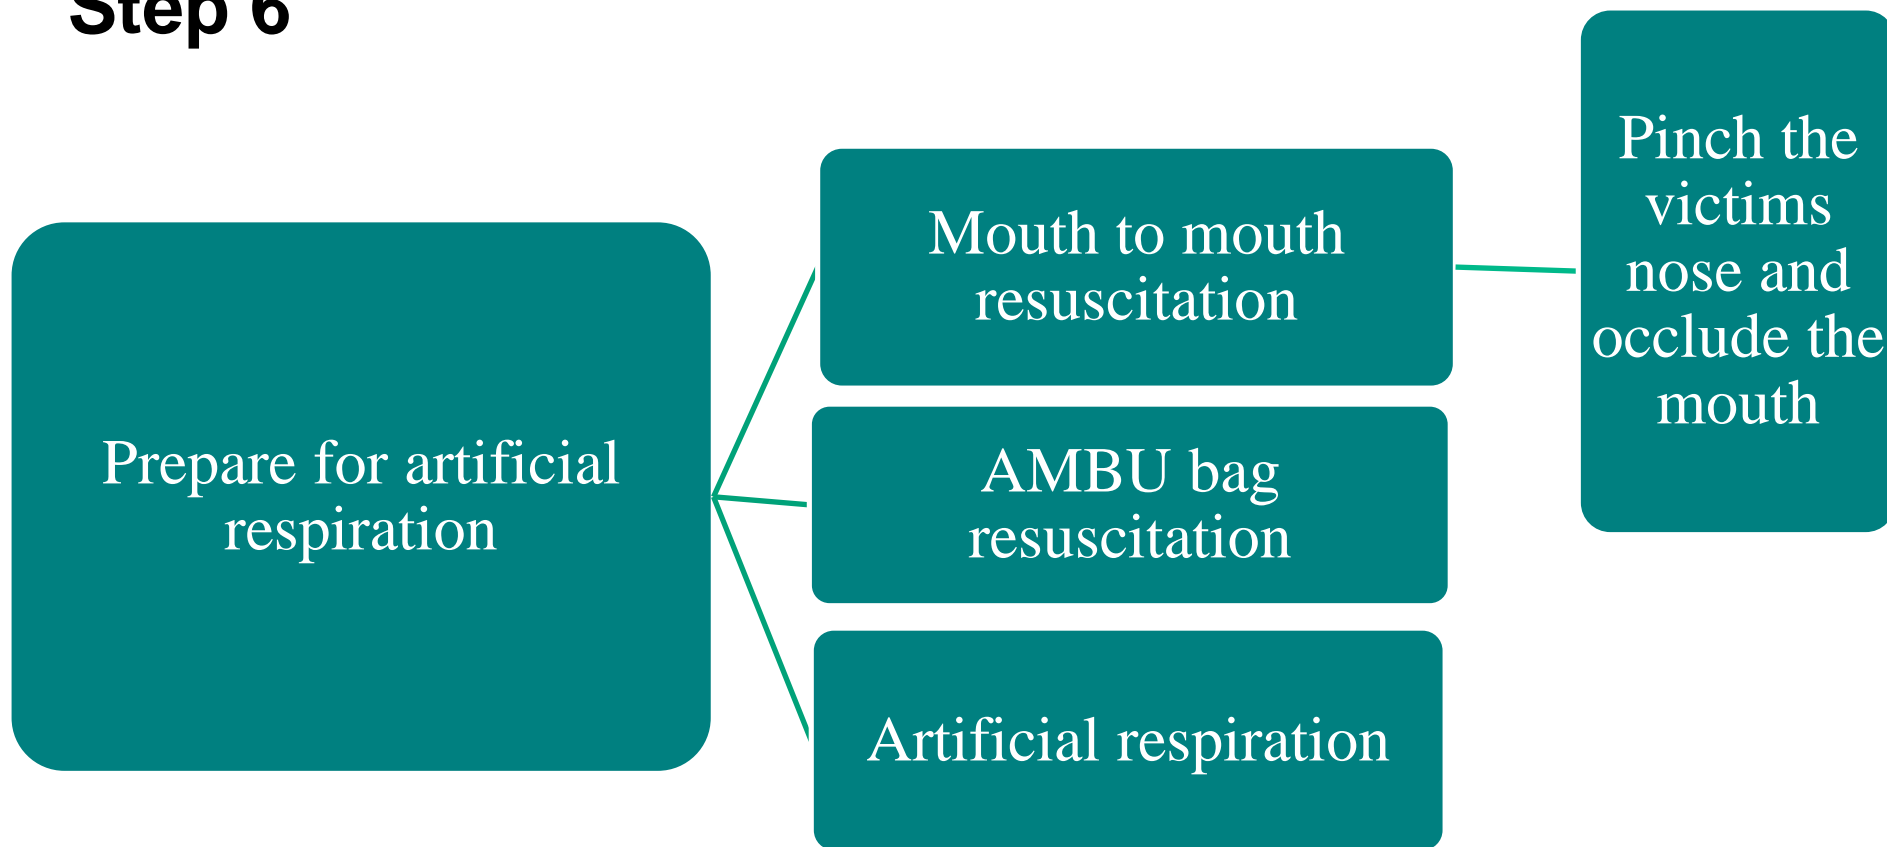 Step 6
Prepare for artificial
respiration
Mouth to mouth
resuscitation
Pinch the
victims
nose and
occlude the
mouth
AMBU bag
resuscitation
Artificial respiration